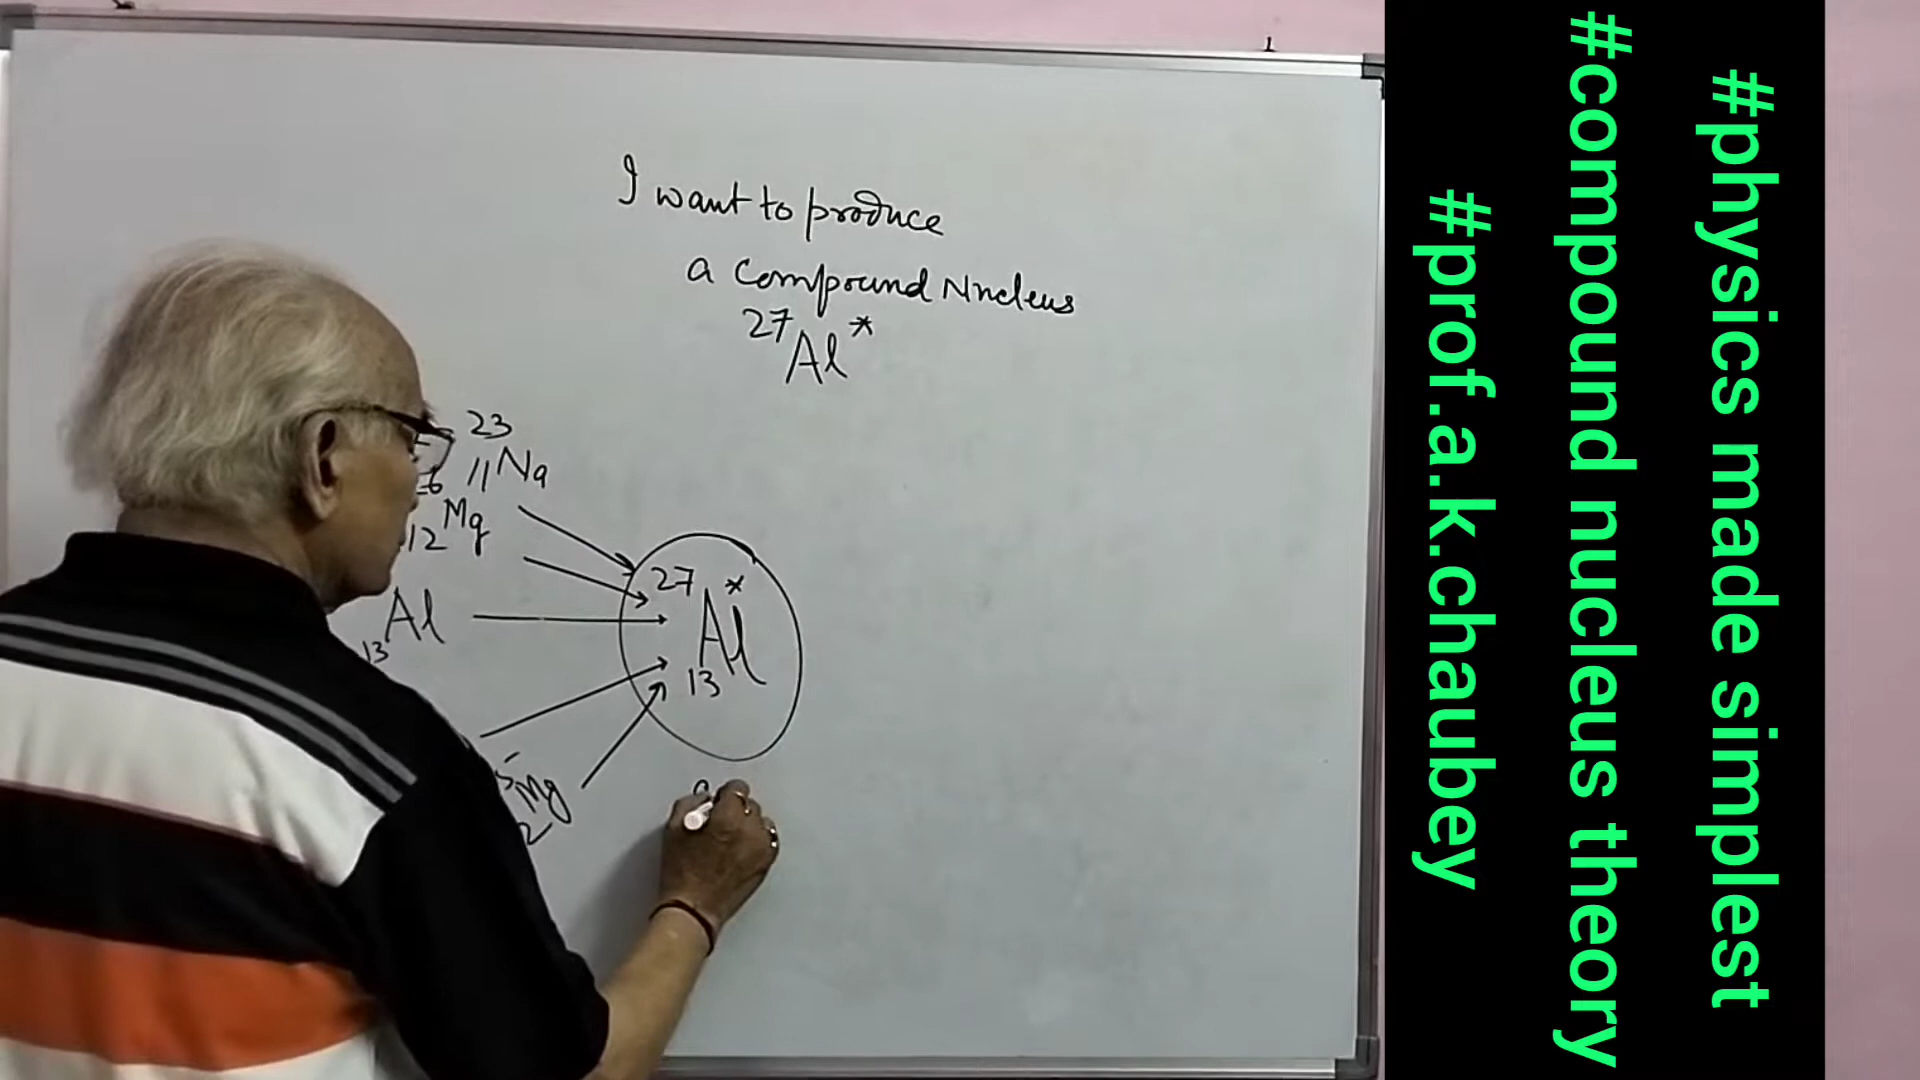 I want to produce
a compound Nucleus
27Al*
23
11Na
Mg
12
Al
13
27 *
Al
13
Mg
2
#physics made simplest
#compound nucleus theory
#prof.a.k.chaubey